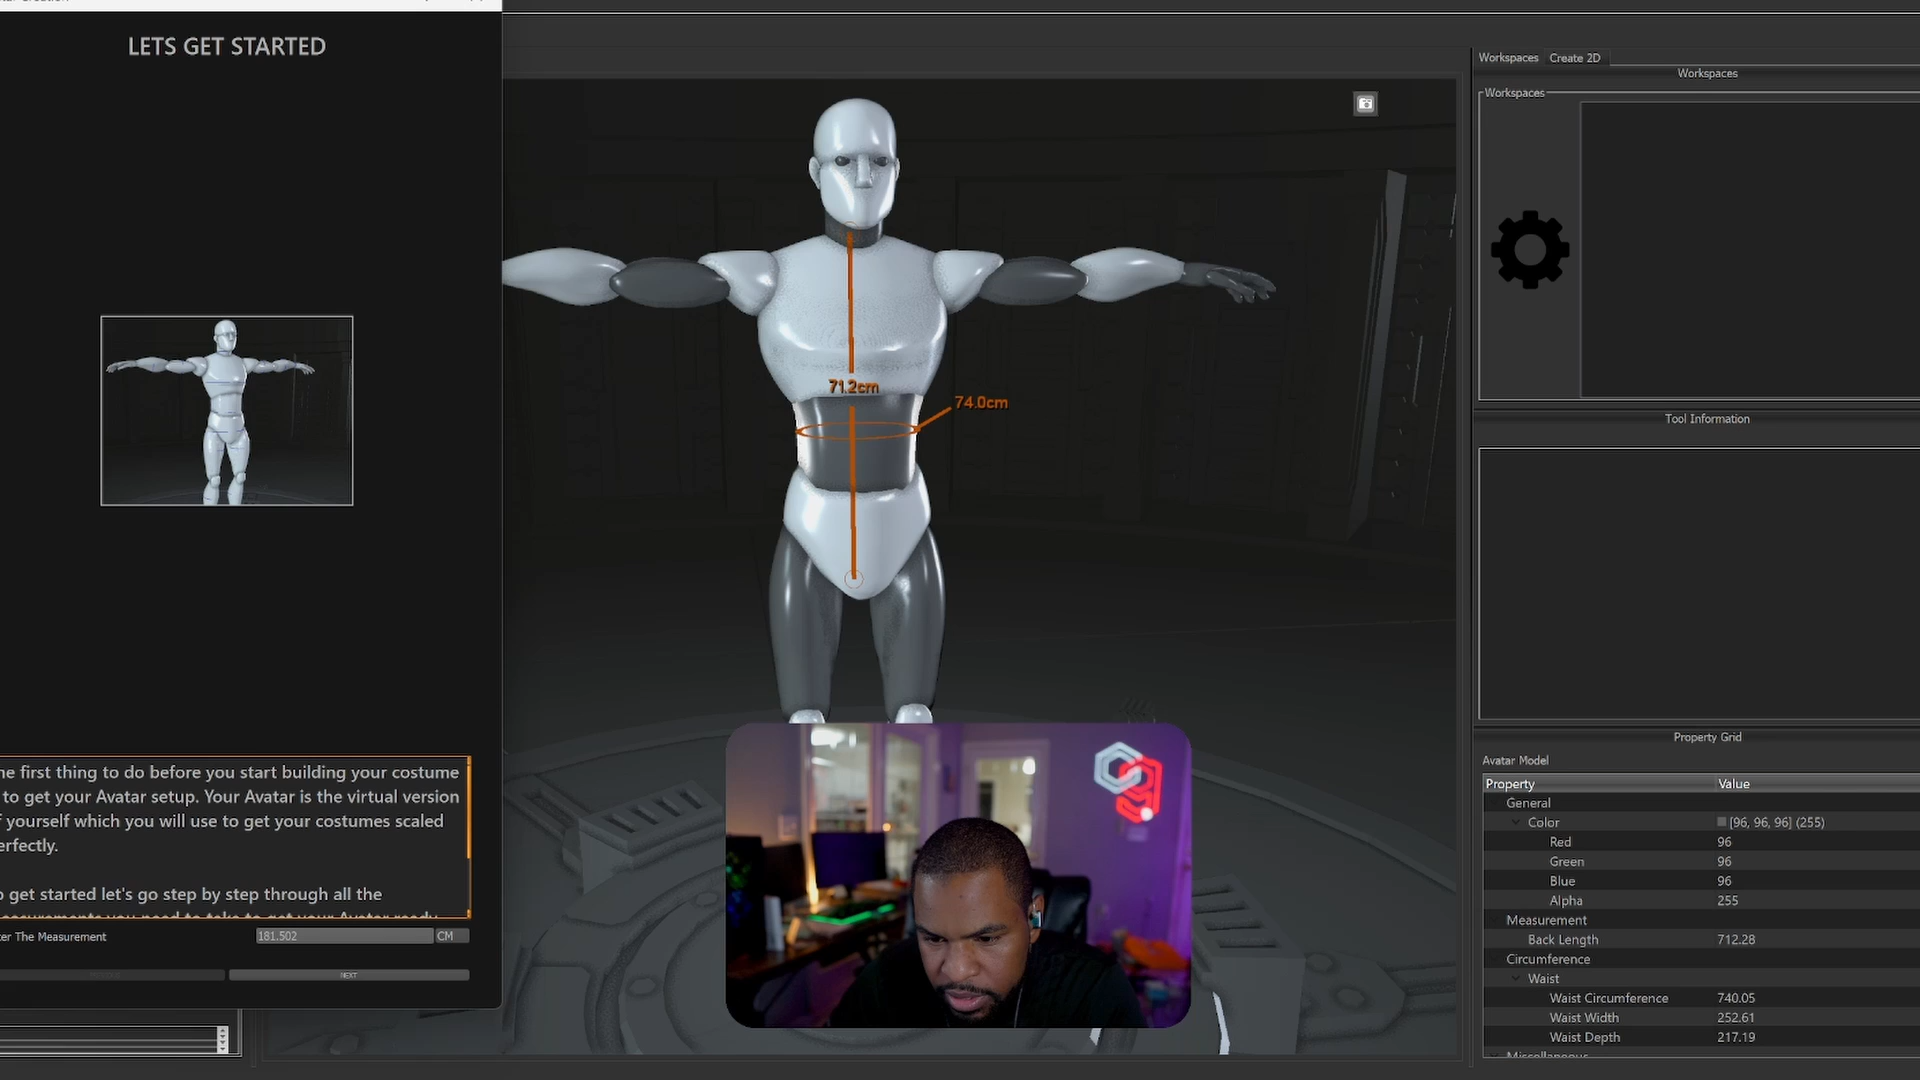 LETS GET STARTED
first thing to do before you start building your costume
to get your Avatar setup. Your Avatar is the virtual version
yourself which you will use to get your costumes scaled
get started let's go step by step through all the
The Measurement
181.502
CM
NEXT
71.2cm
74.0cm
Workspaces
Create 2D
Workspaces
Workspaces
Tool Information
Property Grid
Avatar Model
Property Value
General
Color [96, 96, 96] (255)
Red 96
Green 96
Blue 96
Alpha 255
Measurement
Back Length 712.28
Circumference
Waist
Waist Circumference 740.05
Waist Width 252.61
Waist Depth 217.19